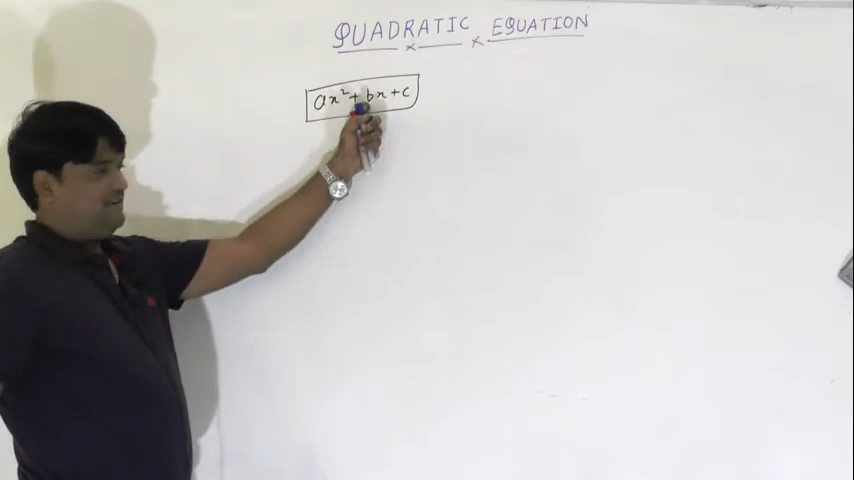 QUADRATIC EQUATION
ax² + bx + c